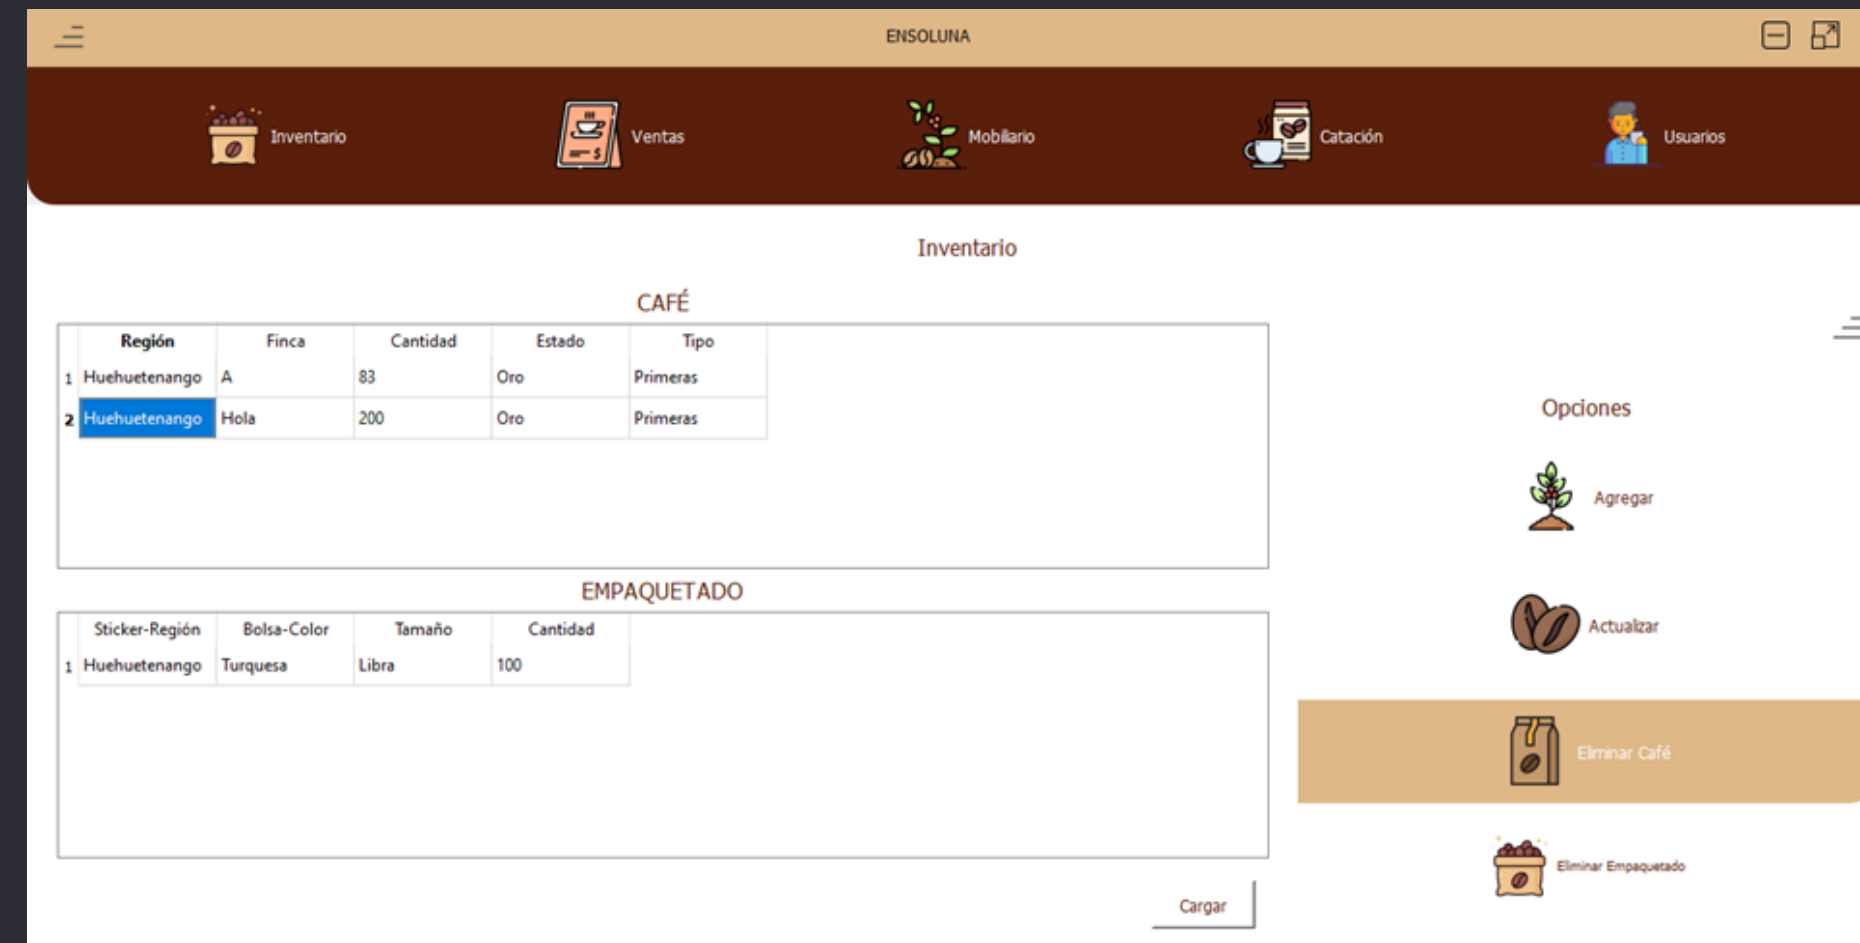 ENSOLUNA
Inventario Ventas Mobiliario Catación Usuarios
$
Inventario
CAFÉ
Región Finca Cantidad Estado Tipo
1 Huehuetenango A 83 Oro Primeras
2 Huehuetenango Hola 200 Oro Primeras
EMPAQUETADO
Sticker-Región Bolsa-Color Tamaño Cantidad
1 Huehuetenango Turquesa Libra 100
Cargar
Opciones
Agregar
Actualizar
Eliminar Café
Eliminar Empaquetado